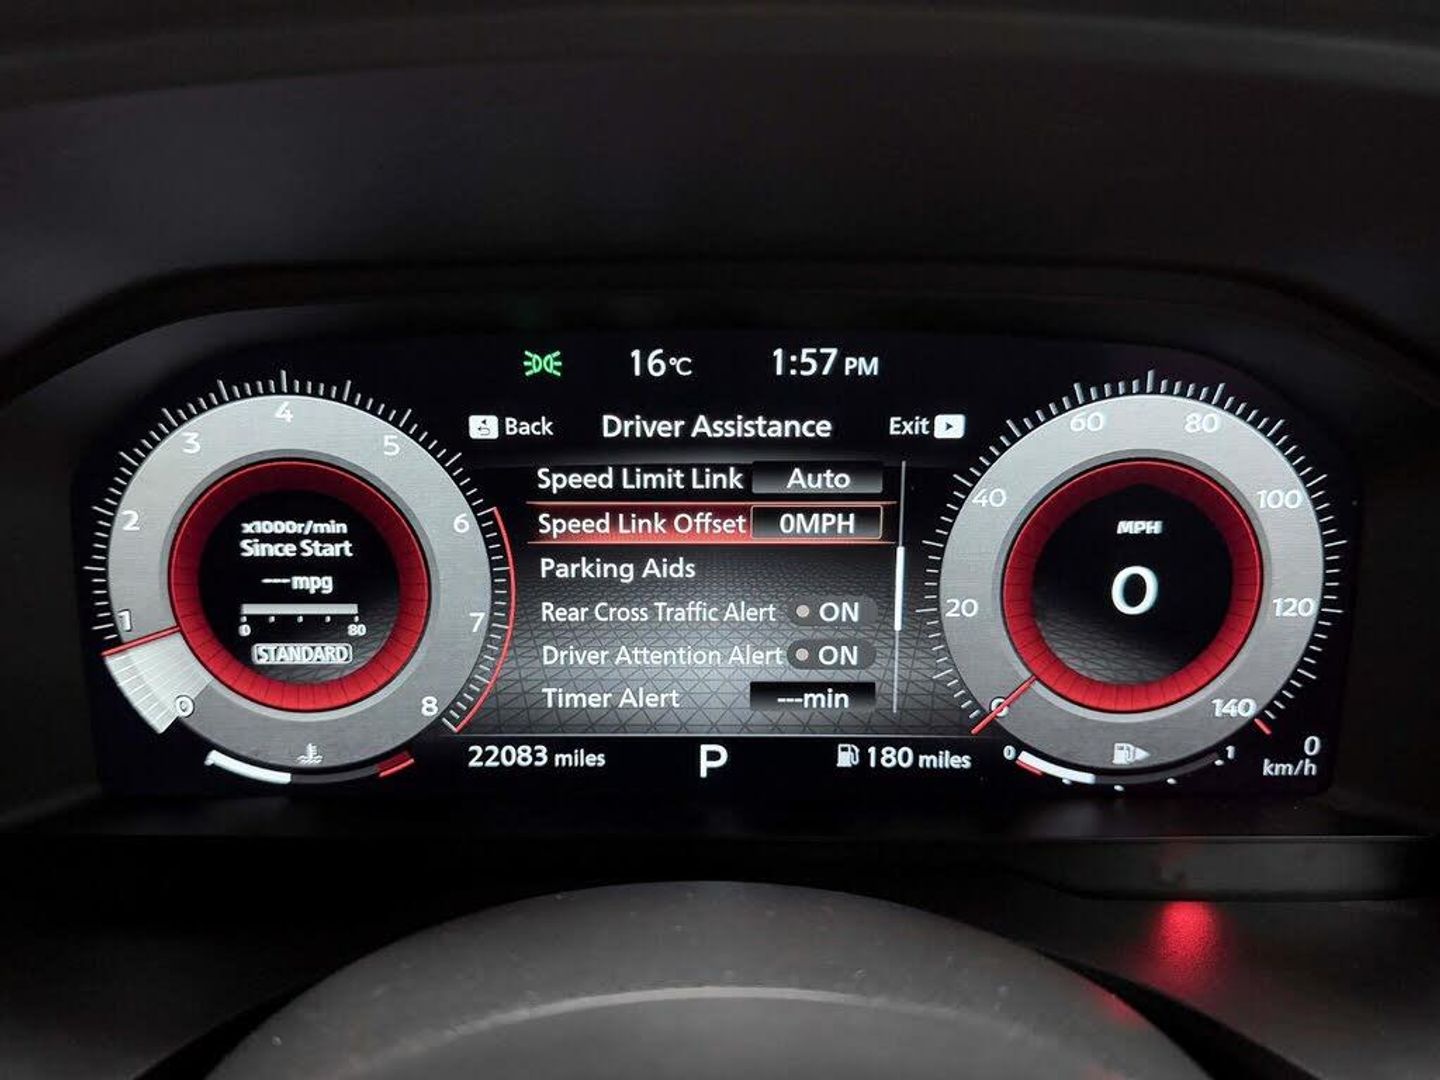 16°C 1:57 PM
Back Driver Assistance Exit
Speed Limit Link Auto
Speed Link Offset 0MPH
Parking Aids
Rear Cross Traffic Alert ON
Driver Attention Alert ON
Timer Alert ---min
22083 miles P 180 miles
0 1 2 3 4 5 6 7 8
x1000r/min
Since Start
---mpg
0 80
STANDARD
0 20 40 60 80 100 120 140
MPH
0
0 1
0
km/h